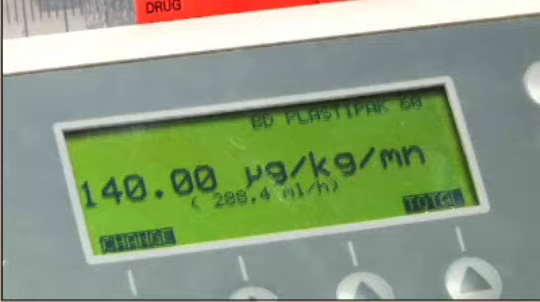 DRUG
BD PLASTIPAK 60
140.00 µg/kg/mn
( 288.4 ml/h)
CHANGE
TOTAL